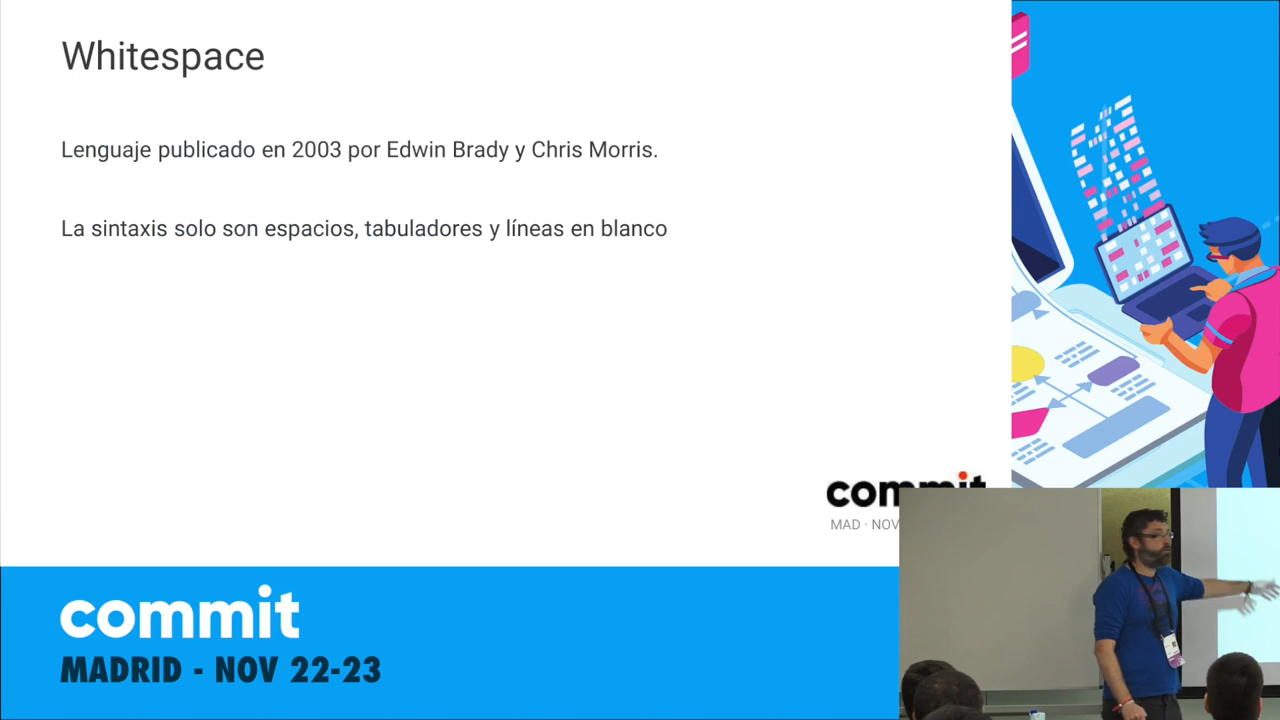 Whitespace
Lenguaje publicado en 2003 por Edwin Brady y Chris Morris.
La sintaxis solo son espacios, tabuladores y líneas en blanco
commit
MAD · NOV
commit
MADRID - NOV 22-23